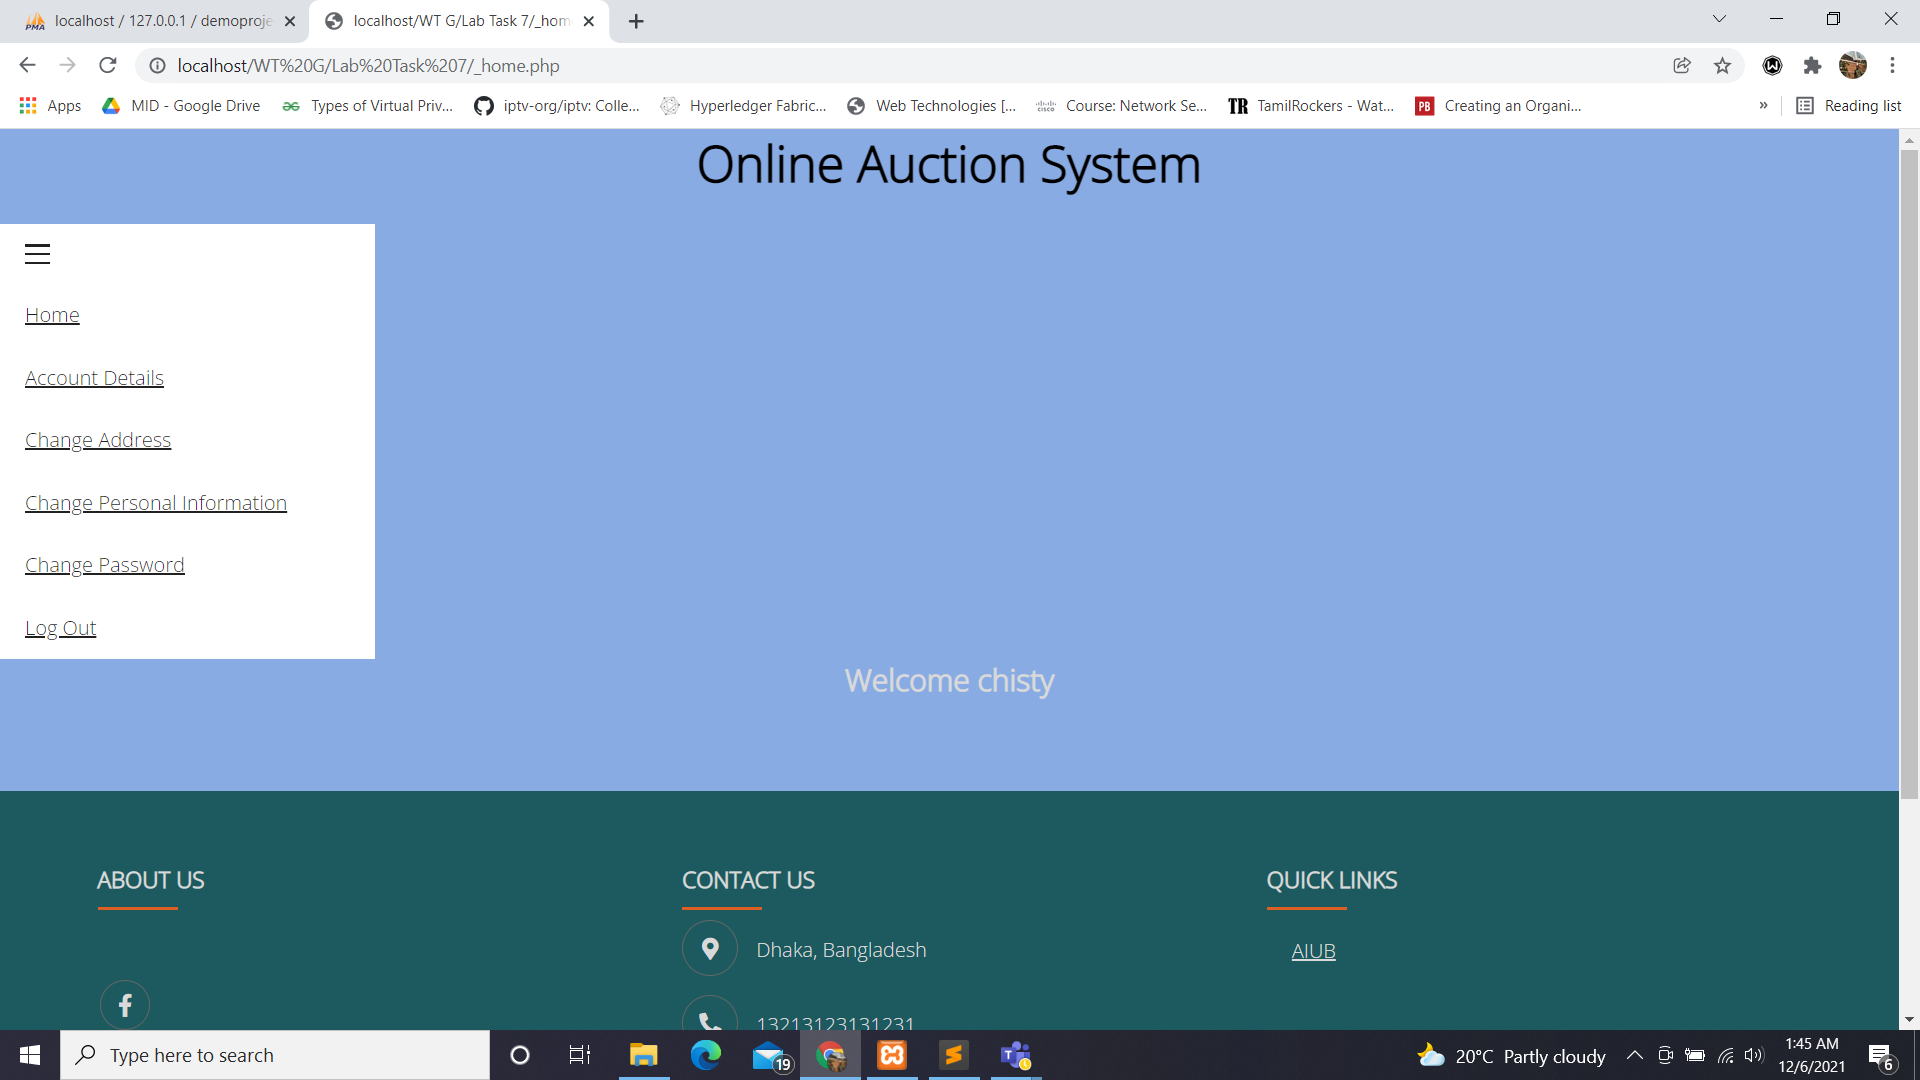 localhost / 127.0.0.1 / demoproje
localhost/WT G/Lab Task 7/_hom
localhost/WT%20G/Lab%20Task%207/_home.php
Apps
MID - Google Drive
Types of Virtual Priv...
iptv-org/iptv: Colle...
Hyperledger Fabric...
Web Technologies [...
Course: Network Se...
TR TamilRockers - Wat...
PB Creating an Organi...
»
Reading list
Online Auction System
Home
Account Details
Change Address
Change Personal Information
Change Password
Log Out
Welcome chisty
ABOUT US
CONTACT US
Dhaka, Bangladesh
13213123131231
QUICK LINKS
AIUB
Type here to search
19
20°C Partly cloudy
1:45 AM
12/6/2021
6